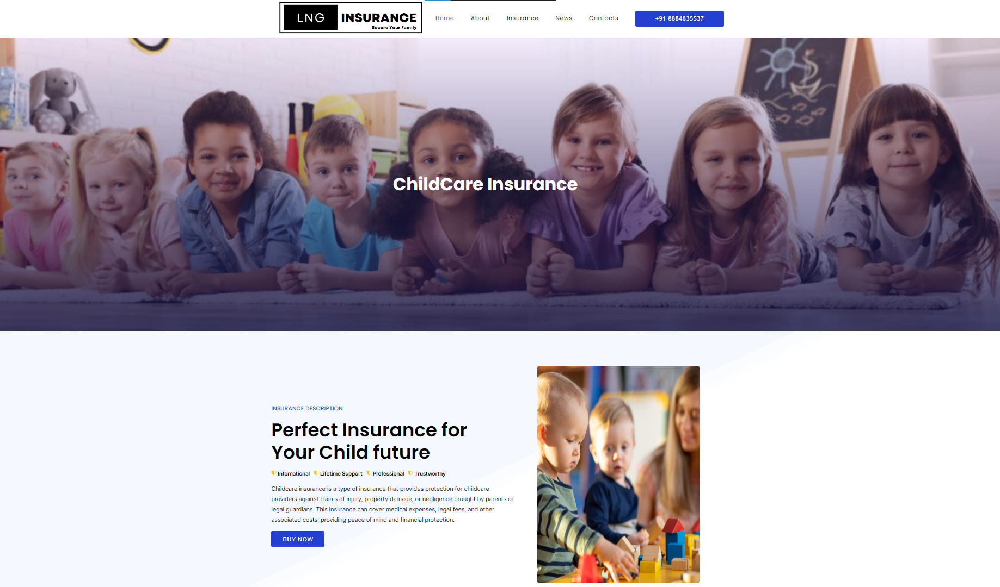 LNG INSURANCE
Secure Your Family
Home About Insurance News Contacts +91 8884835537
ChildCare Insurance
INSURANCE DESCRIPTION
Perfect Insurance for
Your Child future
International Lifetime Support Professional Trustworthy
Childcare insurance is a type of insurance that provides protection for childcare
providers against claims of injury, property damage, or negligence brought by parents or
legal guardians. This insurance can cover medical expenses, legal fees, and other
associated costs, providing peace of mind and financial protection.
BUY NOW